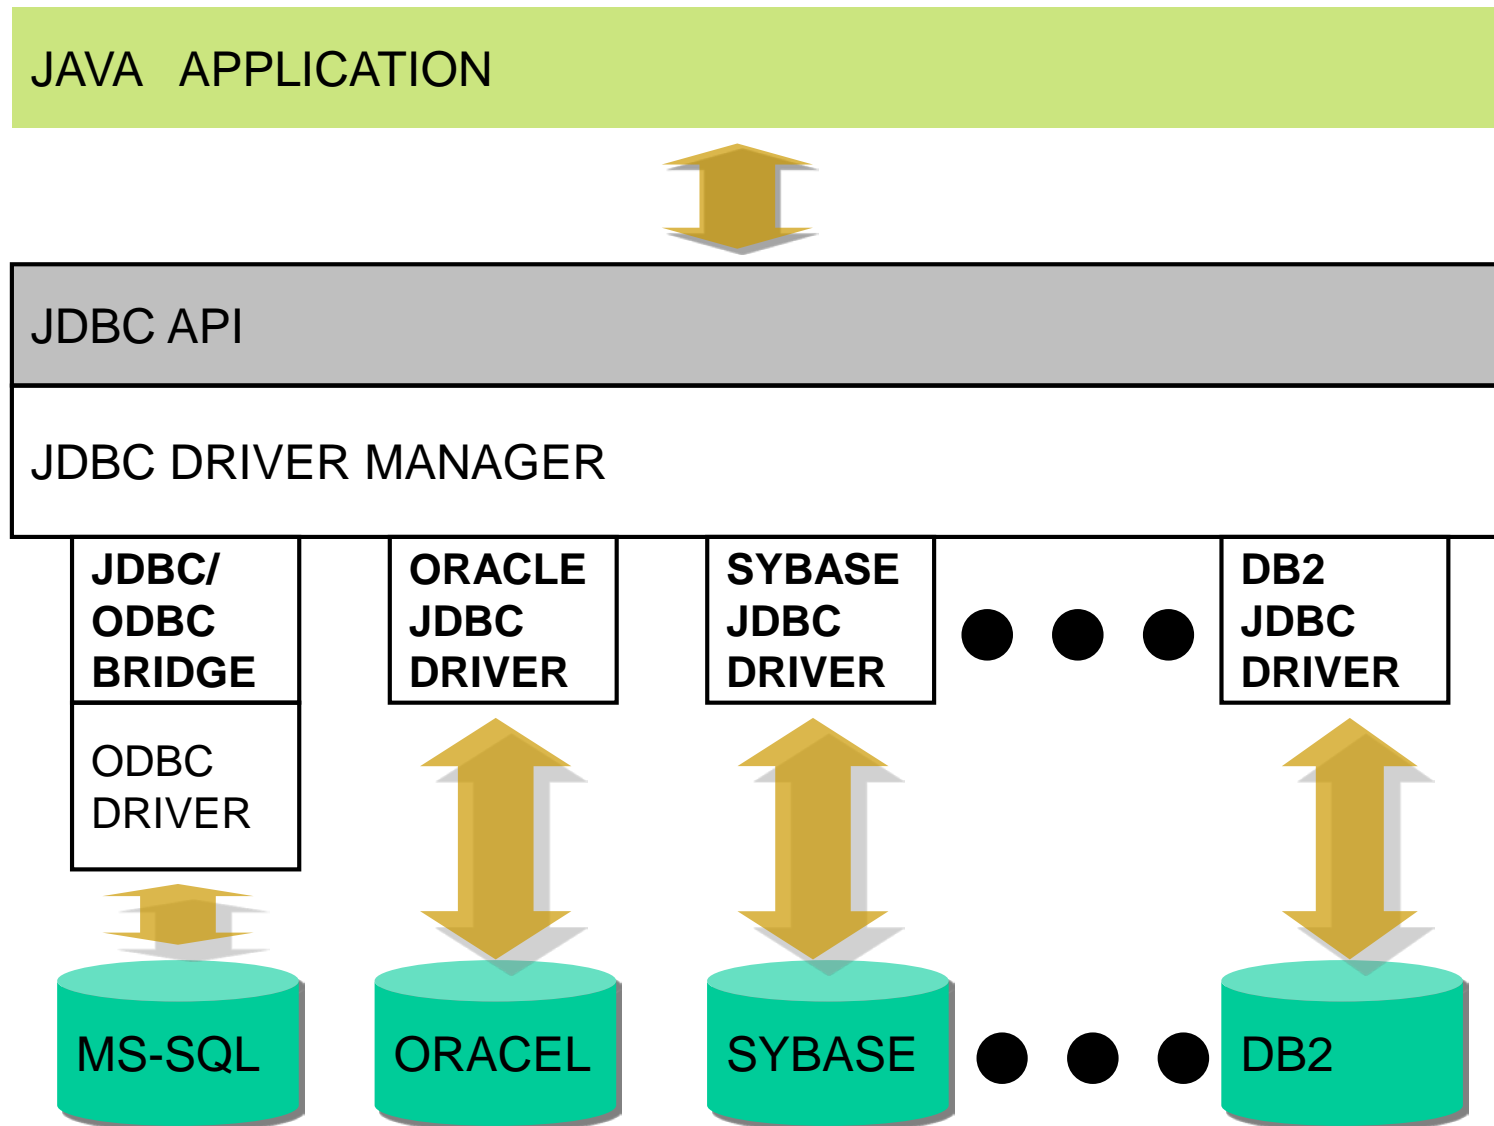 JAVA APPLICATION
JDBC API
JDBC DRIVER MANAGER
JDBC/
ODBC
BRIDGE
ORACLE
JDBC
DRIVER
SYBASE
JDBC
DRIVER
DB2
JDBC
DRIVER
ODBC
DRIVER
MS-SQL
ORACEL
SYBASE
DB2